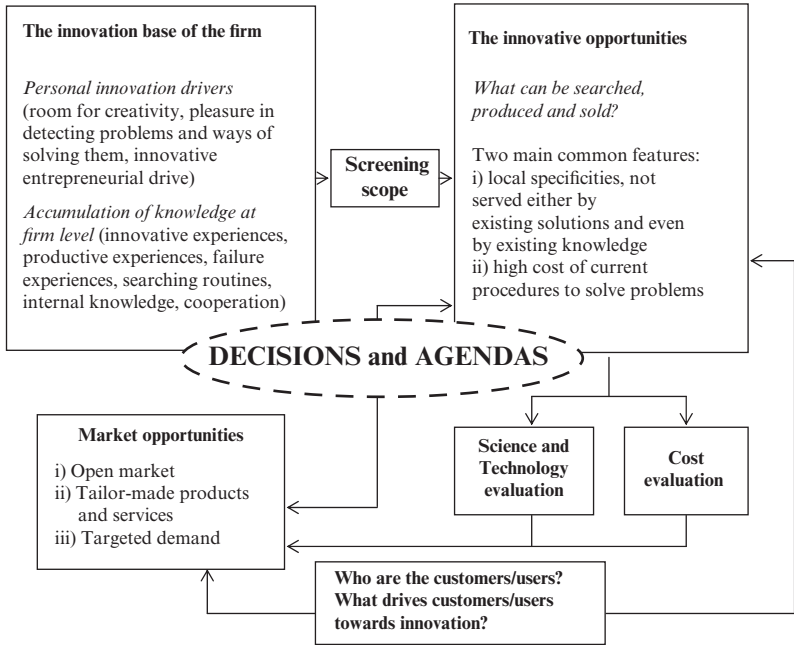 The innovation base of the firm
Personal innovation drivers
(room for creativity, pleasure in
detecting problems and ways of
solving them, innovative
entrepreneurial drive)
Accumulation of knowledge at
firm level (innovative experiences,
productive experiences, failure
experiences, searching routines,
internal knowledge, cooperation)
Screening
scope
The innovative opportunities
What can be searched,
produced and sold?
Two main common features:
i) local specificities, not
served either by
existing solutions and even
by existing knowledge
ii) high cost of current
procedures to solve problems
DECISIONS and AGENDAS
Market opportunities
i) Open market
ii) Tailor-made products
and services
iii) Targeted demand
Science and
Technology
evaluation
Cost
evaluation
Who are the customers/users?
What drives customers/users
towards innovation?